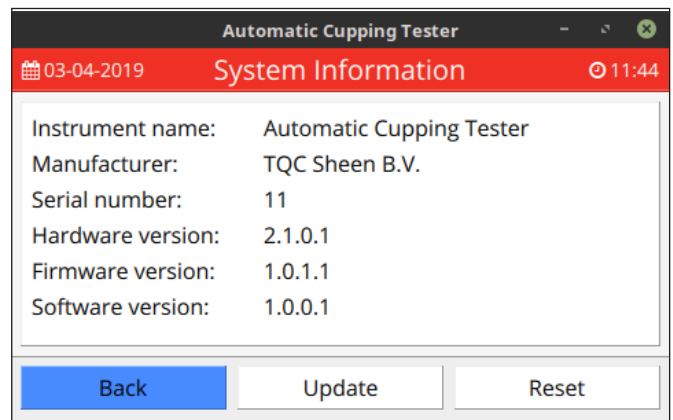 Automatic Cupping Tester
03-04-2019 System Information 11:44
Instrument name: Automatic Cupping Tester
Manufacturer: TQC Sheen B.V.
Serial number: 11
Hardware version: 2.1.0.1
Firmware version: 1.0.1.1
Software version: 1.0.0.1
Back Update Reset